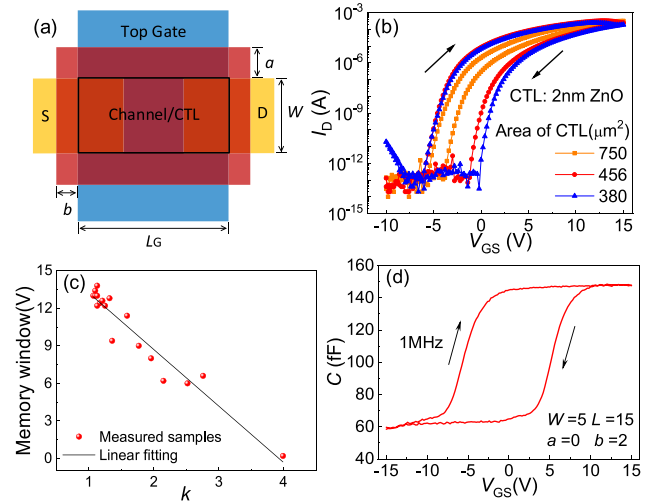 (a)
Top Gate
a
S
Channel/CTL
D
W
b
LG
(b)
10⁻³
10⁻⁶
10⁻⁹
10⁻¹²
10⁻¹⁵
ID (A)
CTL: 2nm ZnO
Area of CTL(μm²)
750
456
380
-10 -5 0 5 10 15
VGS (V)
(c)
15
12
9
6
3
0
Memory window(V)
Measured samples
Linear fitting
1 2 3 4
k
(d)
160
140
120
100
80
60
40
C (fF)
1MHz
W=5 L=15
a=0 b=2
-15 -10 -5 0 5 10 15
VGS (V)